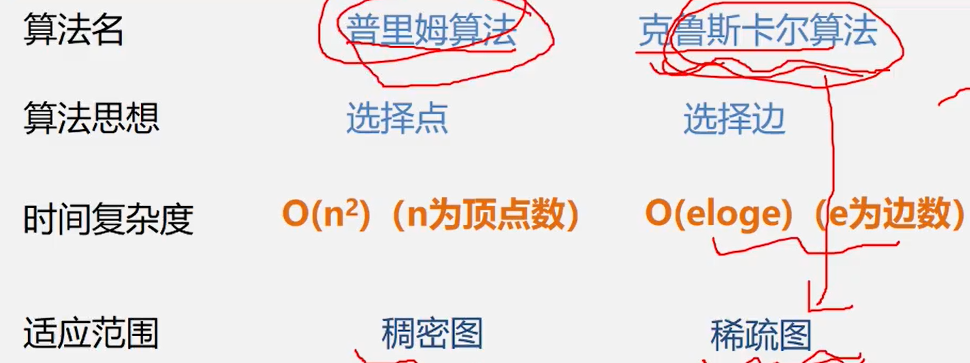 算法名 普里姆算法 克鲁斯卡尔算法
算法思想 选择点 选择边
时间复杂度 O(n²)（n为顶点数） O(eloge)（e为边数）
适应范围 稠密图 稀疏图